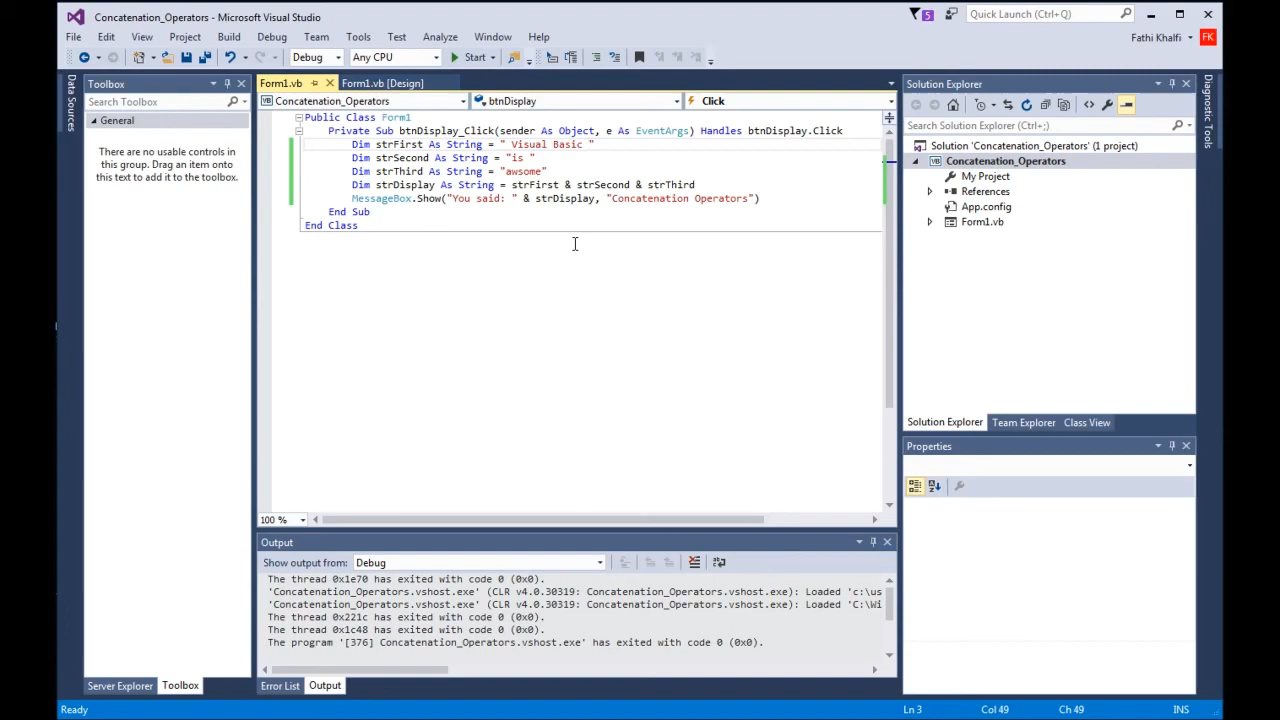 Concatenation_Operators - Microsoft Visual Studio
5
Quick Launch (Ctrl+Q)
File Edit View Project Build Debug Team Tools Test Analyze Window Help
Fathi Khalfi
FK
Debug Any CPU Start
Data Sources
Toolbox
Search Toolbox
General
There are no usable controls in
this group. Drag an item onto
this text to add it to the toolbox.
Server Explorer Toolbox
Form1.vb Form1.vb [Design]
Concatenation_Operators btnDisplay Click
Public Class Form1
Private Sub btnDisplay_Click(sender As Object, e As EventArgs) Handles btnDisplay.Click
Dim strFirst As String = " Visual Basic "
Dim strSecond As String = "is "
Dim strThird As String = "awsome"
Dim strDisplay As String = strFirst & strSecond & strThird
MessageBox.Show("You said: " & strDisplay, "Concatenation Operators")
End Sub
End Class
100 %
Output
Show output from: Debug
The thread 0x1e70 has exited with code 0 (0x0).
'Concatenation_Operators.vshost.exe' (CLR v4.0.30319: Concatenation_Operators.vshost.exe): Loaded 'c:\us
'Concatenation_Operators.vshost.exe' (CLR v4.0.30319: Concatenation_Operators.vshost.exe): Loaded 'C:\Wi
The thread 0x221c has exited with code 0 (0x0).
The thread 0x1c48 has exited with code 0 (0x0).
The program '[376] Concatenation_Operators.vshost.exe' has exited with code 0 (0x0).
Error List Output
Solution Explorer
Search Solution Explorer (Ctrl+;)
Solution 'Concatenation_Operators' (1 project)
VB Concatenation_Operators
My Project
References
App.config
Form1.vb
Solution Explorer Team Explorer Class View
Properties
Diagnostic Tools
Ready Ln 3 Col 49 Ch 49 INS